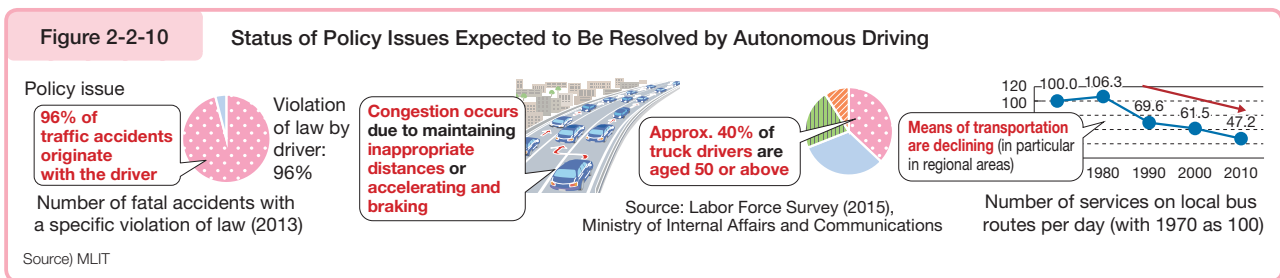 Figure 2-2-10
Status of Policy Issues Expected to Be Resolved by Autonomous Driving
Policy issue
96% of
traffic accidents
originate
with the driver
Violation
of law by
driver:
96%
Number of fatal accidents with
a specific violation of law (2013)
Congestion occurs
due to maintaining
inappropriate
distances or
accelerating and
braking
Approx. 40% of
truck drivers are
aged 50 or above
Source: Labor Force Survey (2015),
Ministry of Internal Affairs and Communications
120
100
100.0
106.3
69.6
61.5
47.2
Means of transportation
are declining (in particular
in regional areas)
1980
1990
2000
2010
Number of services on local bus
routes per day (with 1970 as 100)
Source) MLIT